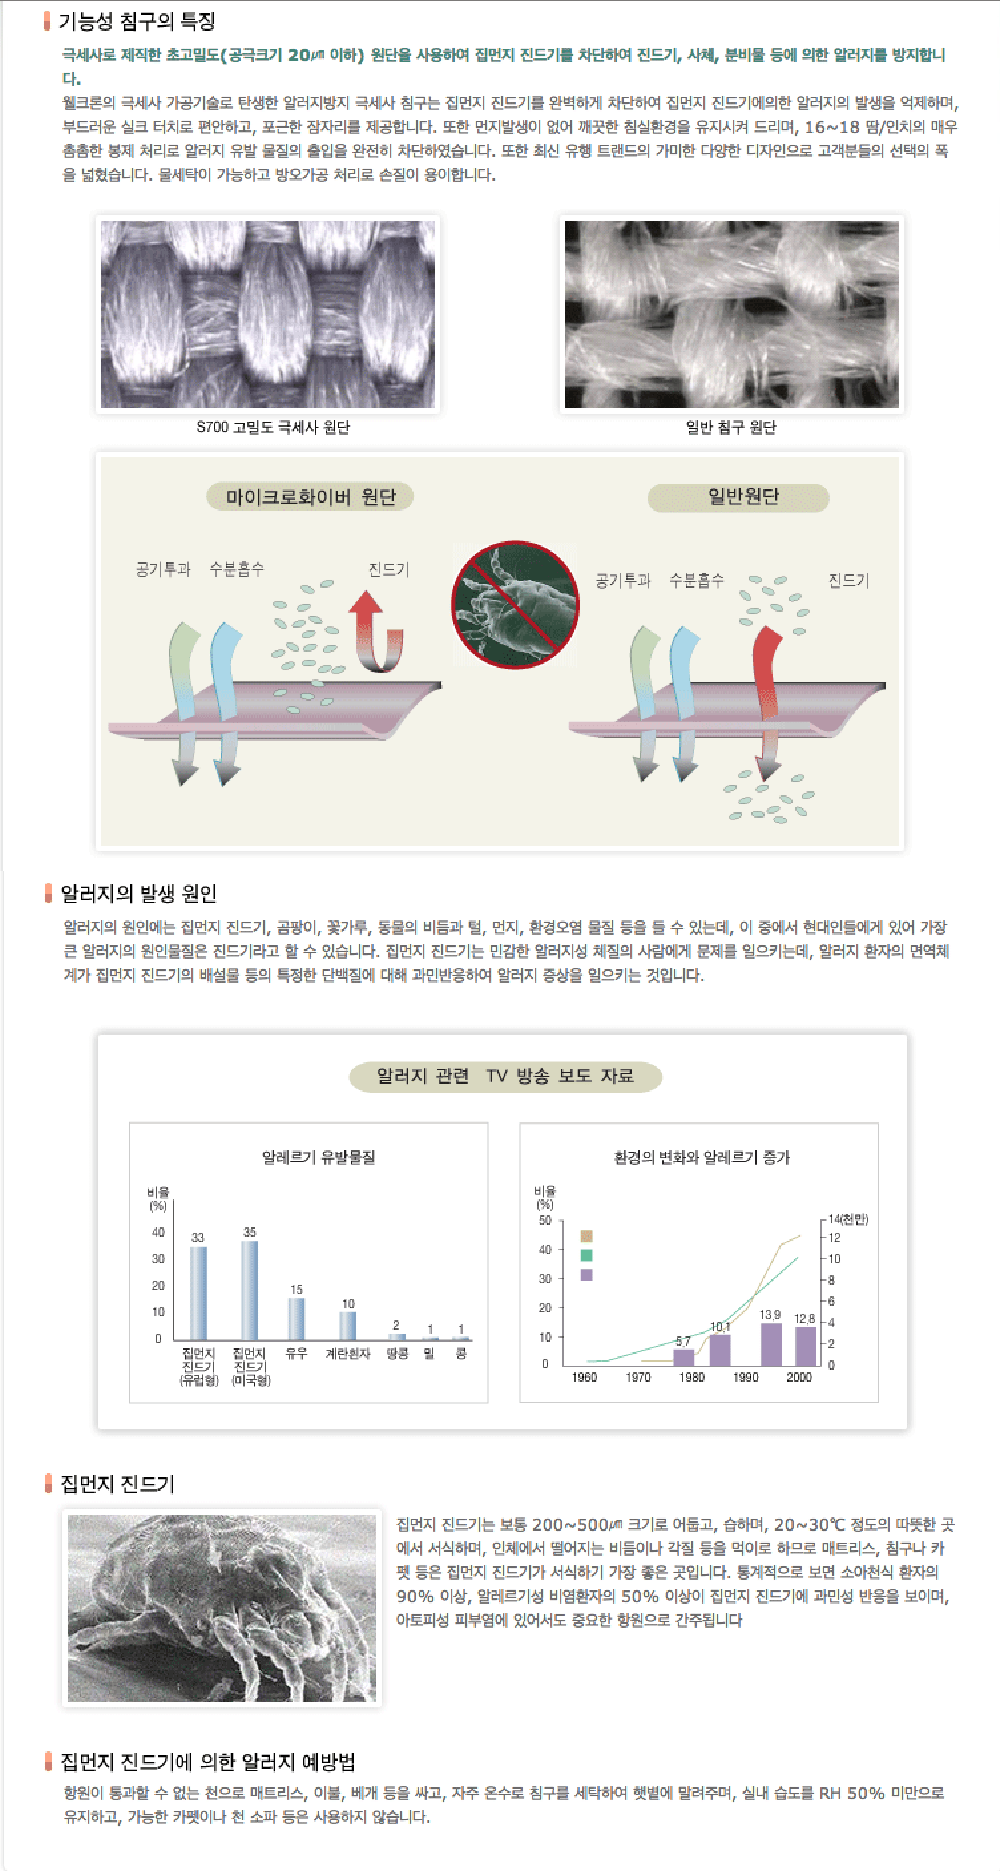 기능성 침구의 특징
극세사로 제직한 초고밀도(공극크기 20㎛ 이하) 원단을 사용하여 집먼지 진드기를 차단하여 진드기, 사체, 분비물 등에 의한 알러지를 방지합니
다.
웰크론의 극세사 가공기술로 탄생한 알러지방지 극세사 침구는 집먼지 진드기를 완벽하게 차단하여 집먼지 진드기에의한 알러지의 발생을 억제하며,
부드러운 실크 터치로 편안하고, 포근한 잠자리를 제공합니다. 또한 먼지발생이 없어 깨끗한 침실환경을 유지시켜 드리며, 16~18 땀/인치의 매우
촘촘한 봉제 처리로 알러지 유발 물질의 출입을 완전히 차단하였습니다. 또한 최신 유행 트랜드의 가미한 다양한 디자인으로 고객분들의 선택의 폭
을 넓혔습니다. 물세탁이 가능하고 방오가공 처리로 손질이 용이합니다.
S700 고밀도 극세사 원단
일반 침구 원단
마이크로화이버 원단
일반원단
공기투과 수분흡수 진드기
공기투과 수분흡수 진드기
알러지의 발생 원인
알러지의 원인에는 집먼지 진드기, 곰팡이, 꽃가루, 동물의 비듬과 털, 먼지, 환경오염 물질 등을 들 수 있는데, 이 중에서 현대인들에게 있어 가장
큰 알러지의 원인물질은 진드기라고 할 수 있습니다. 집먼지 진드기는 민감한 알러지성 체질의 사람에게 문제를 일으키는데, 알러지 환자의 면역체
계가 집먼지 진드기의 배설물 등의 특정한 단백질에 대해 과민반응하여 알러지 증상을 일으키는 것입니다.
알러지 관련 TV 방송 보도 자료
알레르기 유발물질
비율
(%)
40
30
20
10
0
33
35
15
10
2
1
1
집먼지
진드기
(유럽형)
집먼지
진드기
(미국형)
유우
계란흰자
땅콩
밀
콩
환경의 변화와 알레르기 증가
비율
(%)
50
40
30
20
10
0
14(천만)
12
10
8
6
4
2
0
5,7
10,1
13,9
12,8
1960
1970
1980
1990
2000
집먼지 진드기
집먼지 진드기는 보통 200~500㎛ 크기로 어둡고, 습하며, 20~30℃ 정도의 따뜻한 곳
에서 서식하며, 인체에서 떨어지는 비듬이나 각질 등을 먹이로 하므로 매트리스, 침구나 카
펫 등은 집먼지 진드기가 서식하기 가장 좋은 곳입니다. 통계적으로 보면 소아천식 환자의
90% 이상, 알레르기성 비염환자의 50% 이상이 집먼지 진드기에 과민성 반응을 보이며,
아토피성 피부염에 있어서도 중요한 항원으로 간주됩니다
집먼지 진드기에 의한 알러지 예방법
항원이 통과할 수 없는 천으로 매트리스, 이불, 베개 등을 싸고, 자주 온수로 침구를 세탁하여 햇볕에 말려주며, 실내 습도를 RH 50% 미만으로
유지하고, 가능한 카펫이나 천 소파 등은 사용하지 않습니다.